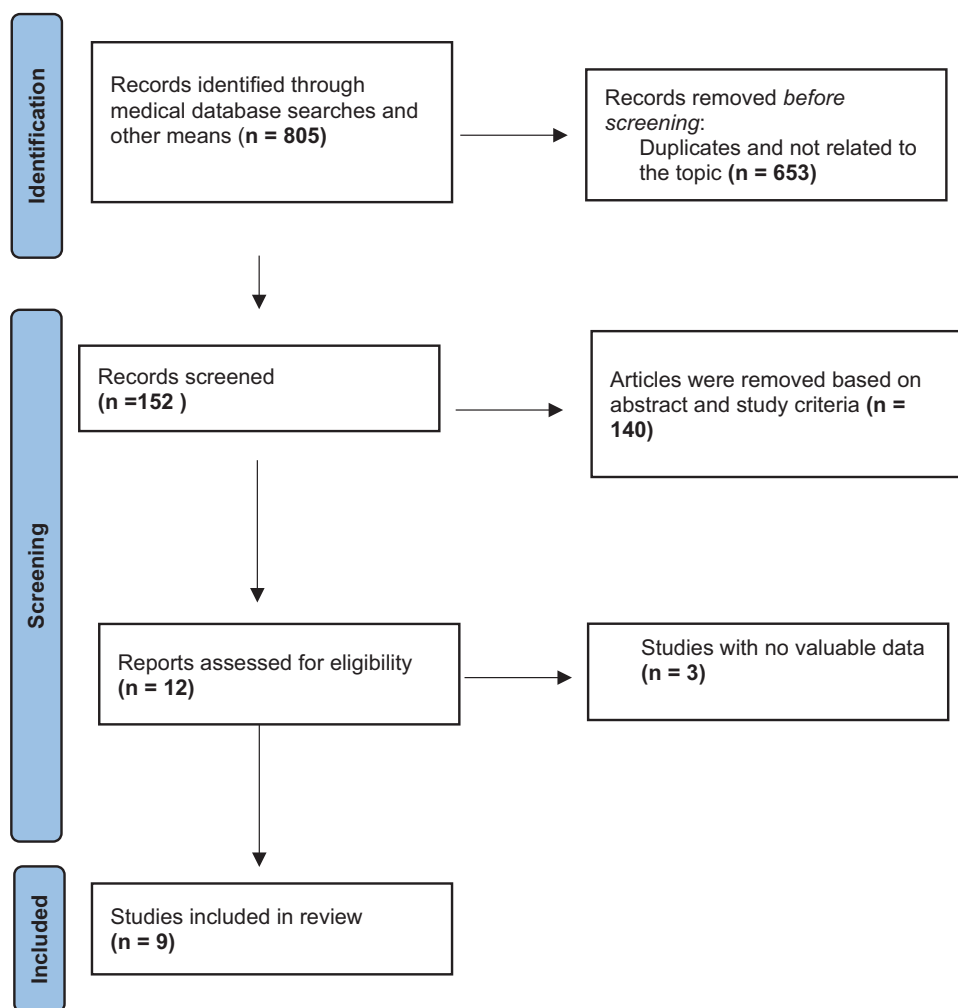 Identification
Records identified through
medical database searches and
other means (n = 805)
Records removed before
screening:
Duplicates and not related to
the topic (n = 653)
Screening
Records screened
(n =152 )
Articles were removed based on
abstract and study criteria (n =
140)
Reports assessed for eligibility
(n = 12)
Studies with no valuable data
(n = 3)
Included
Studies included in review
(n = 9)